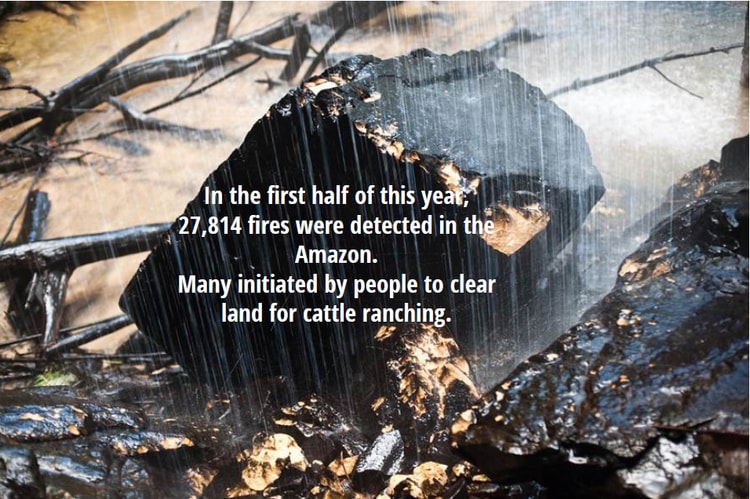 In the first half of this year,
27,814 fires were detected in the
Amazon.
Many initiated by people to clear
land for cattle ranching.